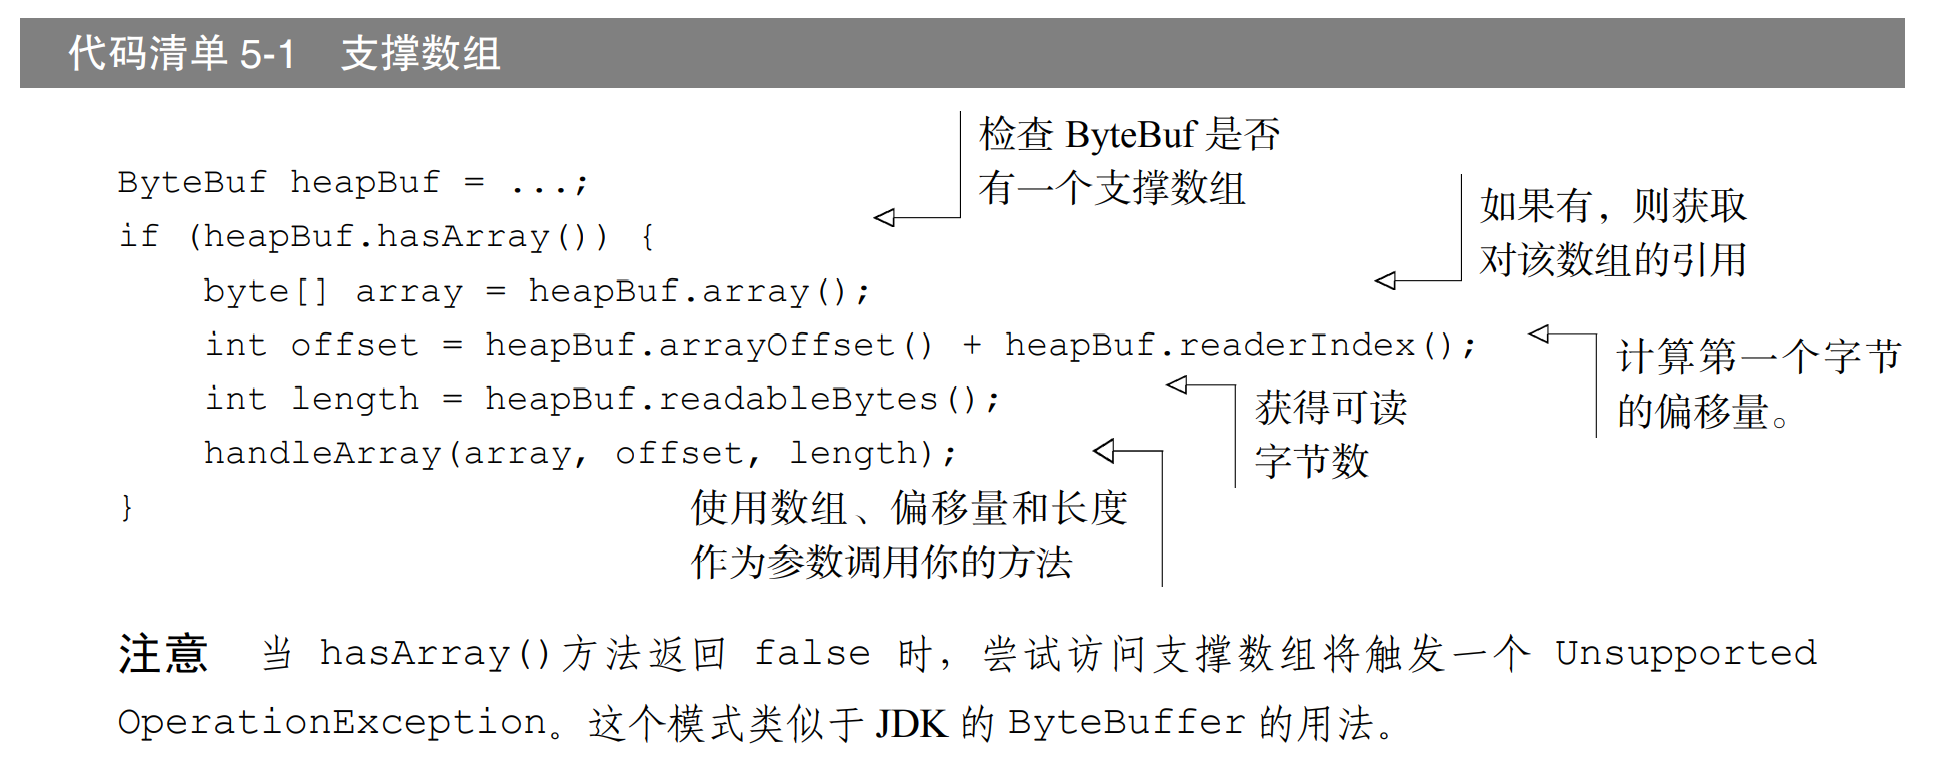 代码清单 5-1 支撑数组
检查 ByteBuf 是否
有一个支撑数组
ByteBuf heapBuf = ...;
if (heapBuf.hasArray()) {
如果有，则获取
对该数组的引用
byte[] array = heapBuf.array();
int offset = heapBuf.arrayOffset() + heapBuf.readerIndex();
计算第一个字节
的偏移量。
int length = heapBuf.readableBytes();
获得可读
字节数
handleArray(array, offset, length);
}
使用数组、偏移量和长度
作为参数调用你的方法
注意 当 hasArray()方法返回 false 时，尝试访问支撑数组将触发一个 Unsupported
OperationException。这个模式类似于 JDK 的 ByteBuffer 的用法。